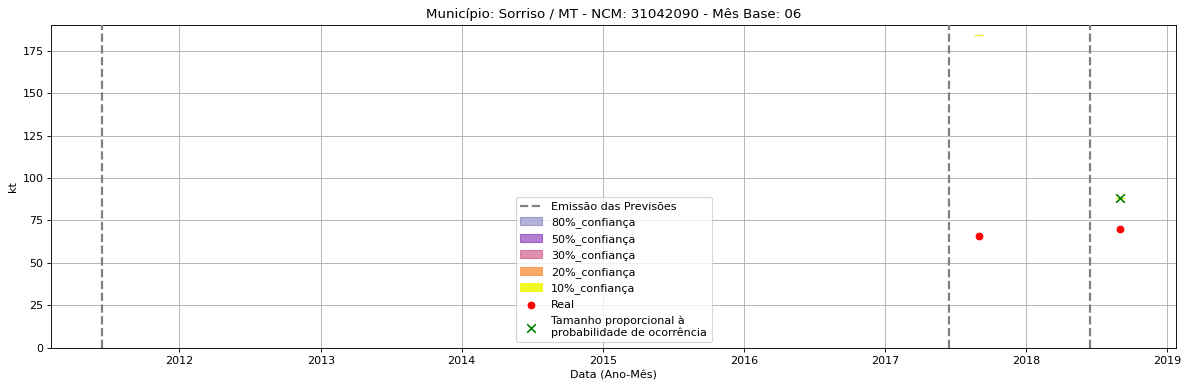 Município: Sorriso / MT - NCM: 31042090 - Mês Base: 06
175
150
125
100
75
50
25
0
kt
Emissão das Previsões
80%_confiança
50%_confiança
30%_confiança
20%_confiança
10%_confiança
Real
Tamanho proporcional à
probabilidade de ocorrência
2012 2013 2014 2015 2016 2017 2018 2019
Data (Ano-Mês)